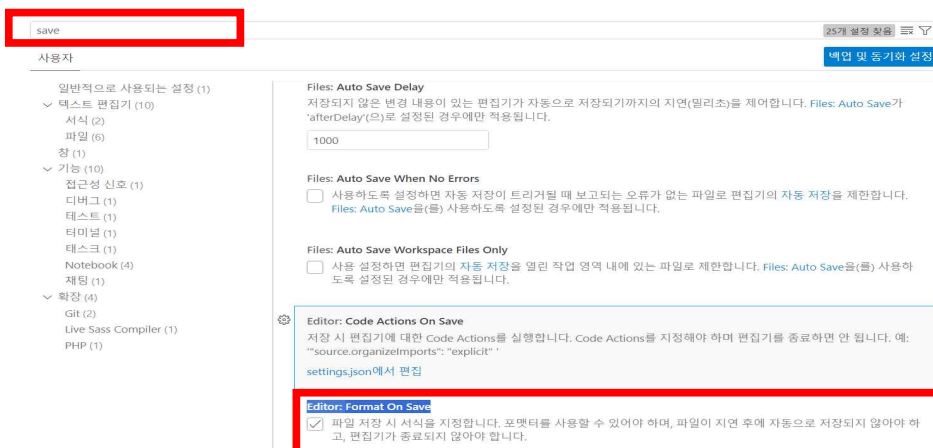 save
25개 설정 찾음
사용자
백업 및 동기화 설정
일반적으로 사용되는 설정 (1)
텍스트 편집기 (10)
서식 (2)
파일 (6)
창 (1)
기능 (10)
접근성 신호 (1)
디버그 (1)
테스트 (1)
터미널 (1)
태스크 (1)
Notebook (4)
채팅 (1)
확장 (4)
Git (2)
Live Sass Compiler (1)
PHP (1)
Files: Auto Save Delay
저장되지 않은 변경 내용이 있는 편집기가 자동으로 저장되기까지의 지연(밀리초)을 제어합니다. Files: Auto Save가
'afterDelay'(으)로 설정된 경우에만 적용됩니다.
1000
Files: Auto Save When No Errors
사용하도록 설정하면 자동 저장이 트리거될 때 보고되는 오류가 없는 파일로 편집기의 자동 저장을 제한합니다.
Files: Auto Save을(를) 사용하도록 설정된 경우에만 적용됩니다.
Files: Auto Save Workspace Files Only
사용 설정하면 편집기의 자동 저장을 열린 작업 영역 내에 있는 파일로 제한합니다. Files: Auto Save을(를) 사용하
도록 설정된 경우에만 적용됩니다.
Editor: Code Actions On Save
저장 시 편집기에 대한 Code Actions를 실행합니다. Code Actions를 지정해야 하며 편집기를 종료하면 안 됩니다. 예:
'"source.organizeImports": "explicit" '
settings.json에서 편집
Editor: Format On Save
파일 저장 시 서식을 지정합니다. 포맷터를 사용할 수 있어야 하며, 파일이 지연 후에 자동으로 저장되지 않아야 하
고, 편집기가 종료되지 않아야 합니다.